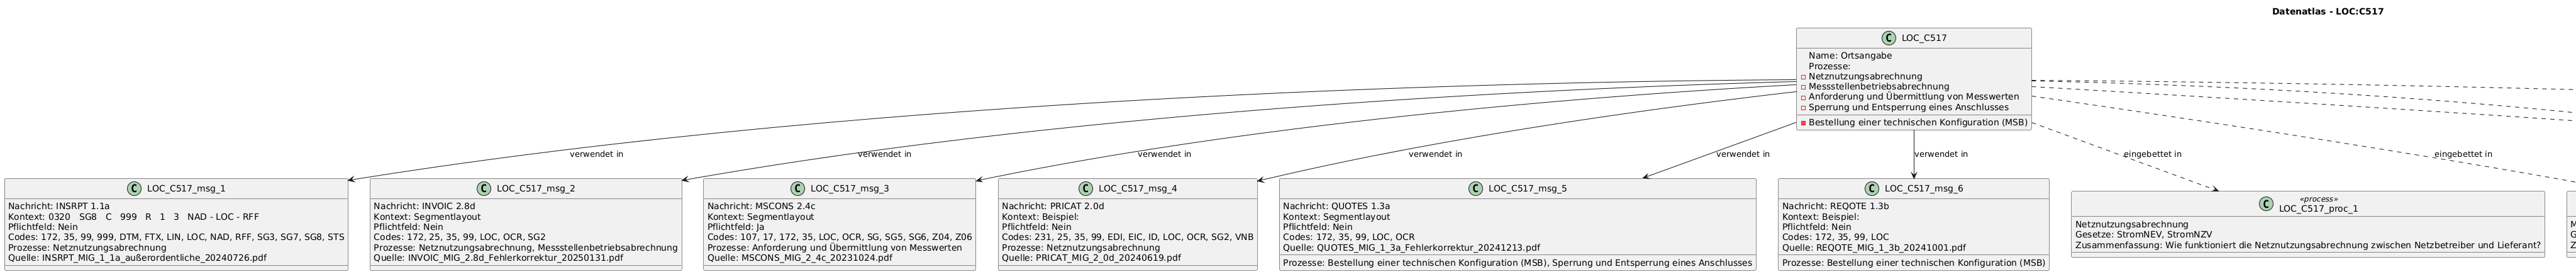 Datenatlas - LOC:C517
C LOC_C517
Name: Ortsangabe
Prozesse:
Netznutzungsabrechnung
Messstellenbetriebsabrechnung
Anforderung und Übermittlung von Messwerten
Sperrung und Entsperrung eines Anschlusses
Bestellung einer technischen Konfiguration (MSB)
verwendet in
verwendet in
verwendet in
verwendet in
verwendet in
verwendet in
eingebettet in
eingebettet in
C LOC_C517_msg_1
Nachricht: INSRPT 1.1a
Kontext: 0320 SG8 C 999 R 1 3 NAD - LOC - RFF
Pflichtfeld: Nein
Codes: 172, 35, 99, 999, DTM, FTX, LIN, LOC, NAD, RFF, SG3, SG7, SG8, STS
Prozesse: Netznutzungsabrechnung
Quelle: INSRPT_MIG_1_1a_außerordentliche_20240726.pdf
C LOC_C517_msg_2
Nachricht: INVOIC 2.8d
Kontext: Segmentlayout
Pflichtfeld: Nein
Codes: 172, 25, 35, 99, LOC, OCR, SG2
Prozesse: Netznutzungsabrechnung, Messstellenbetriebsabrechnung
Quelle: INVOIC_MIG_2.8d_Fehlerkorrektur_20250131.pdf
C LOC_C517_msg_3
Nachricht: MSCONS 2.4c
Kontext: Segmentlayout
Pflichtfeld: Ja
Codes: 107, 17, 172, 35, LOC, OCR, SG, SG5, SG6, Z04, Z06
Prozesse: Anforderung und Übermittlung von Messwerten
Quelle: MSCONS_MIG_2_4c_20231024.pdf
C LOC_C517_msg_4
Nachricht: PRICAT 2.0d
Kontext: Beispiel:
Pflichtfeld: Nein
Codes: 231, 25, 35, 99, EDI, EIC, ID, LOC, OCR, SG2, VNB
Prozesse: Netznutzungsabrechnung
Quelle: PRICAT_MIG_2_0d_20240619.pdf
C LOC_C517_msg_5
Nachricht: QUOTES 1.3a
Kontext: Segmentlayout
Pflichtfeld: Nein
Codes: 172, 35, 99, LOC, OCR
Quelle: QUOTES_MIG_1_3a_Fehlerkorrektur_20241213.pdf
Prozesse: Bestellung einer technischen Konfiguration (MSB), Sperrung und Entsperrung eines Anschlusses
C LOC_C517_msg_6
Nachricht: REQOTE 1.3b
Kontext: Beispiel:
Pflichtfeld: Nein
Codes: 172, 35, 99, LOC
Quelle: REQOTE_MIG_1_3b_20241001.pdf
Prozesse: Bestellung einer technischen Konfiguration (MSB)
C «process»
LOC_C517_proc_1
Netznutzungsabrechnung
Gesetze: StromNEV, StromNZV
Zusammenfassung: Wie funktioniert die Netznutzungsabrechnung zwischen Netzbetreiber und Lieferant?